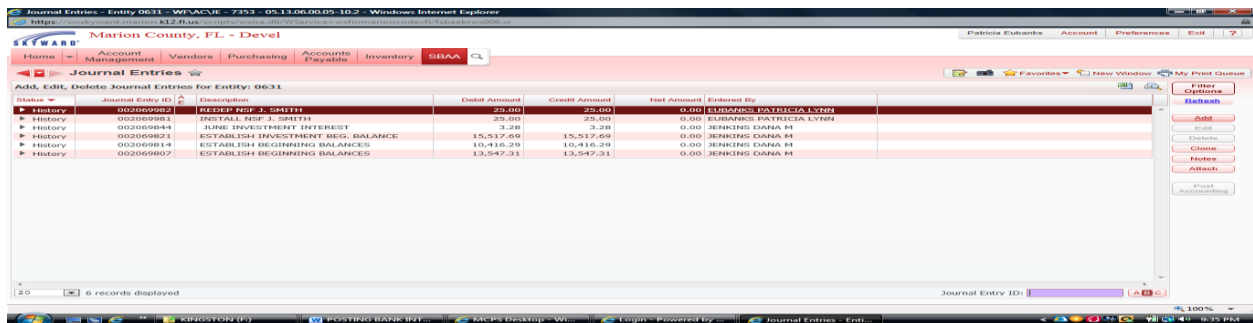 Journal Entries - Entity 0631 - WF\AC\JE - 7353 - 05.13.06.00.05-10.2 - Windows Internet Explorer
SKYWARD
Marion County, FL - Devel
Patricia Eubanks Account Preferences Exit ?
Home Account Management Vendors Purchasing Accounts Payable Inventory SBAA
Journal Entries
Favorites New Window My Print Queue
Add, Edit, Delete Journal Entries for Entity: 0631
Status Journal Entry ID Description Debit Amount Credit Amount Net Amount Entered By
History 002069982 REDEP NSF J. SMITH 25.00 25.00 0.00 EUBANKS PATRICIA LYNN
History 002069981 INSTALL NSF J. SMITH 25.00 25.00 0.00 EUBANKS PATRICIA LYNN
History 002069844 JUNE INVESTMENT INTEREST 3.28 3.28 0.00 JENKINS DANA M
History 002069821 ESTABLISH INVESTMENT BEG. BALANCE 15,517.69 15,517.69 0.00 JENKINS DANA M
History 002069814 ESTABLISH BEGINNING BALANCES 10,416.29 10,416.29 0.00 JENKINS DANA M
History 002069807 ESTABLISH BEGINNING BALANCES 13,547.31 13,547.31 0.00 JENKINS DANA M
Filter Options
Refresh
Add
Edit
Delete
Clone
Notes
Attach
Post Accounting
20 6 records displayed
Journal Entry ID: A B C
100%
KINGSTON (F:) POSTING BANK INT... MCPS Desktop - Wi... Login - Powered by ... Journal Entries - Enti... 9:35 PM